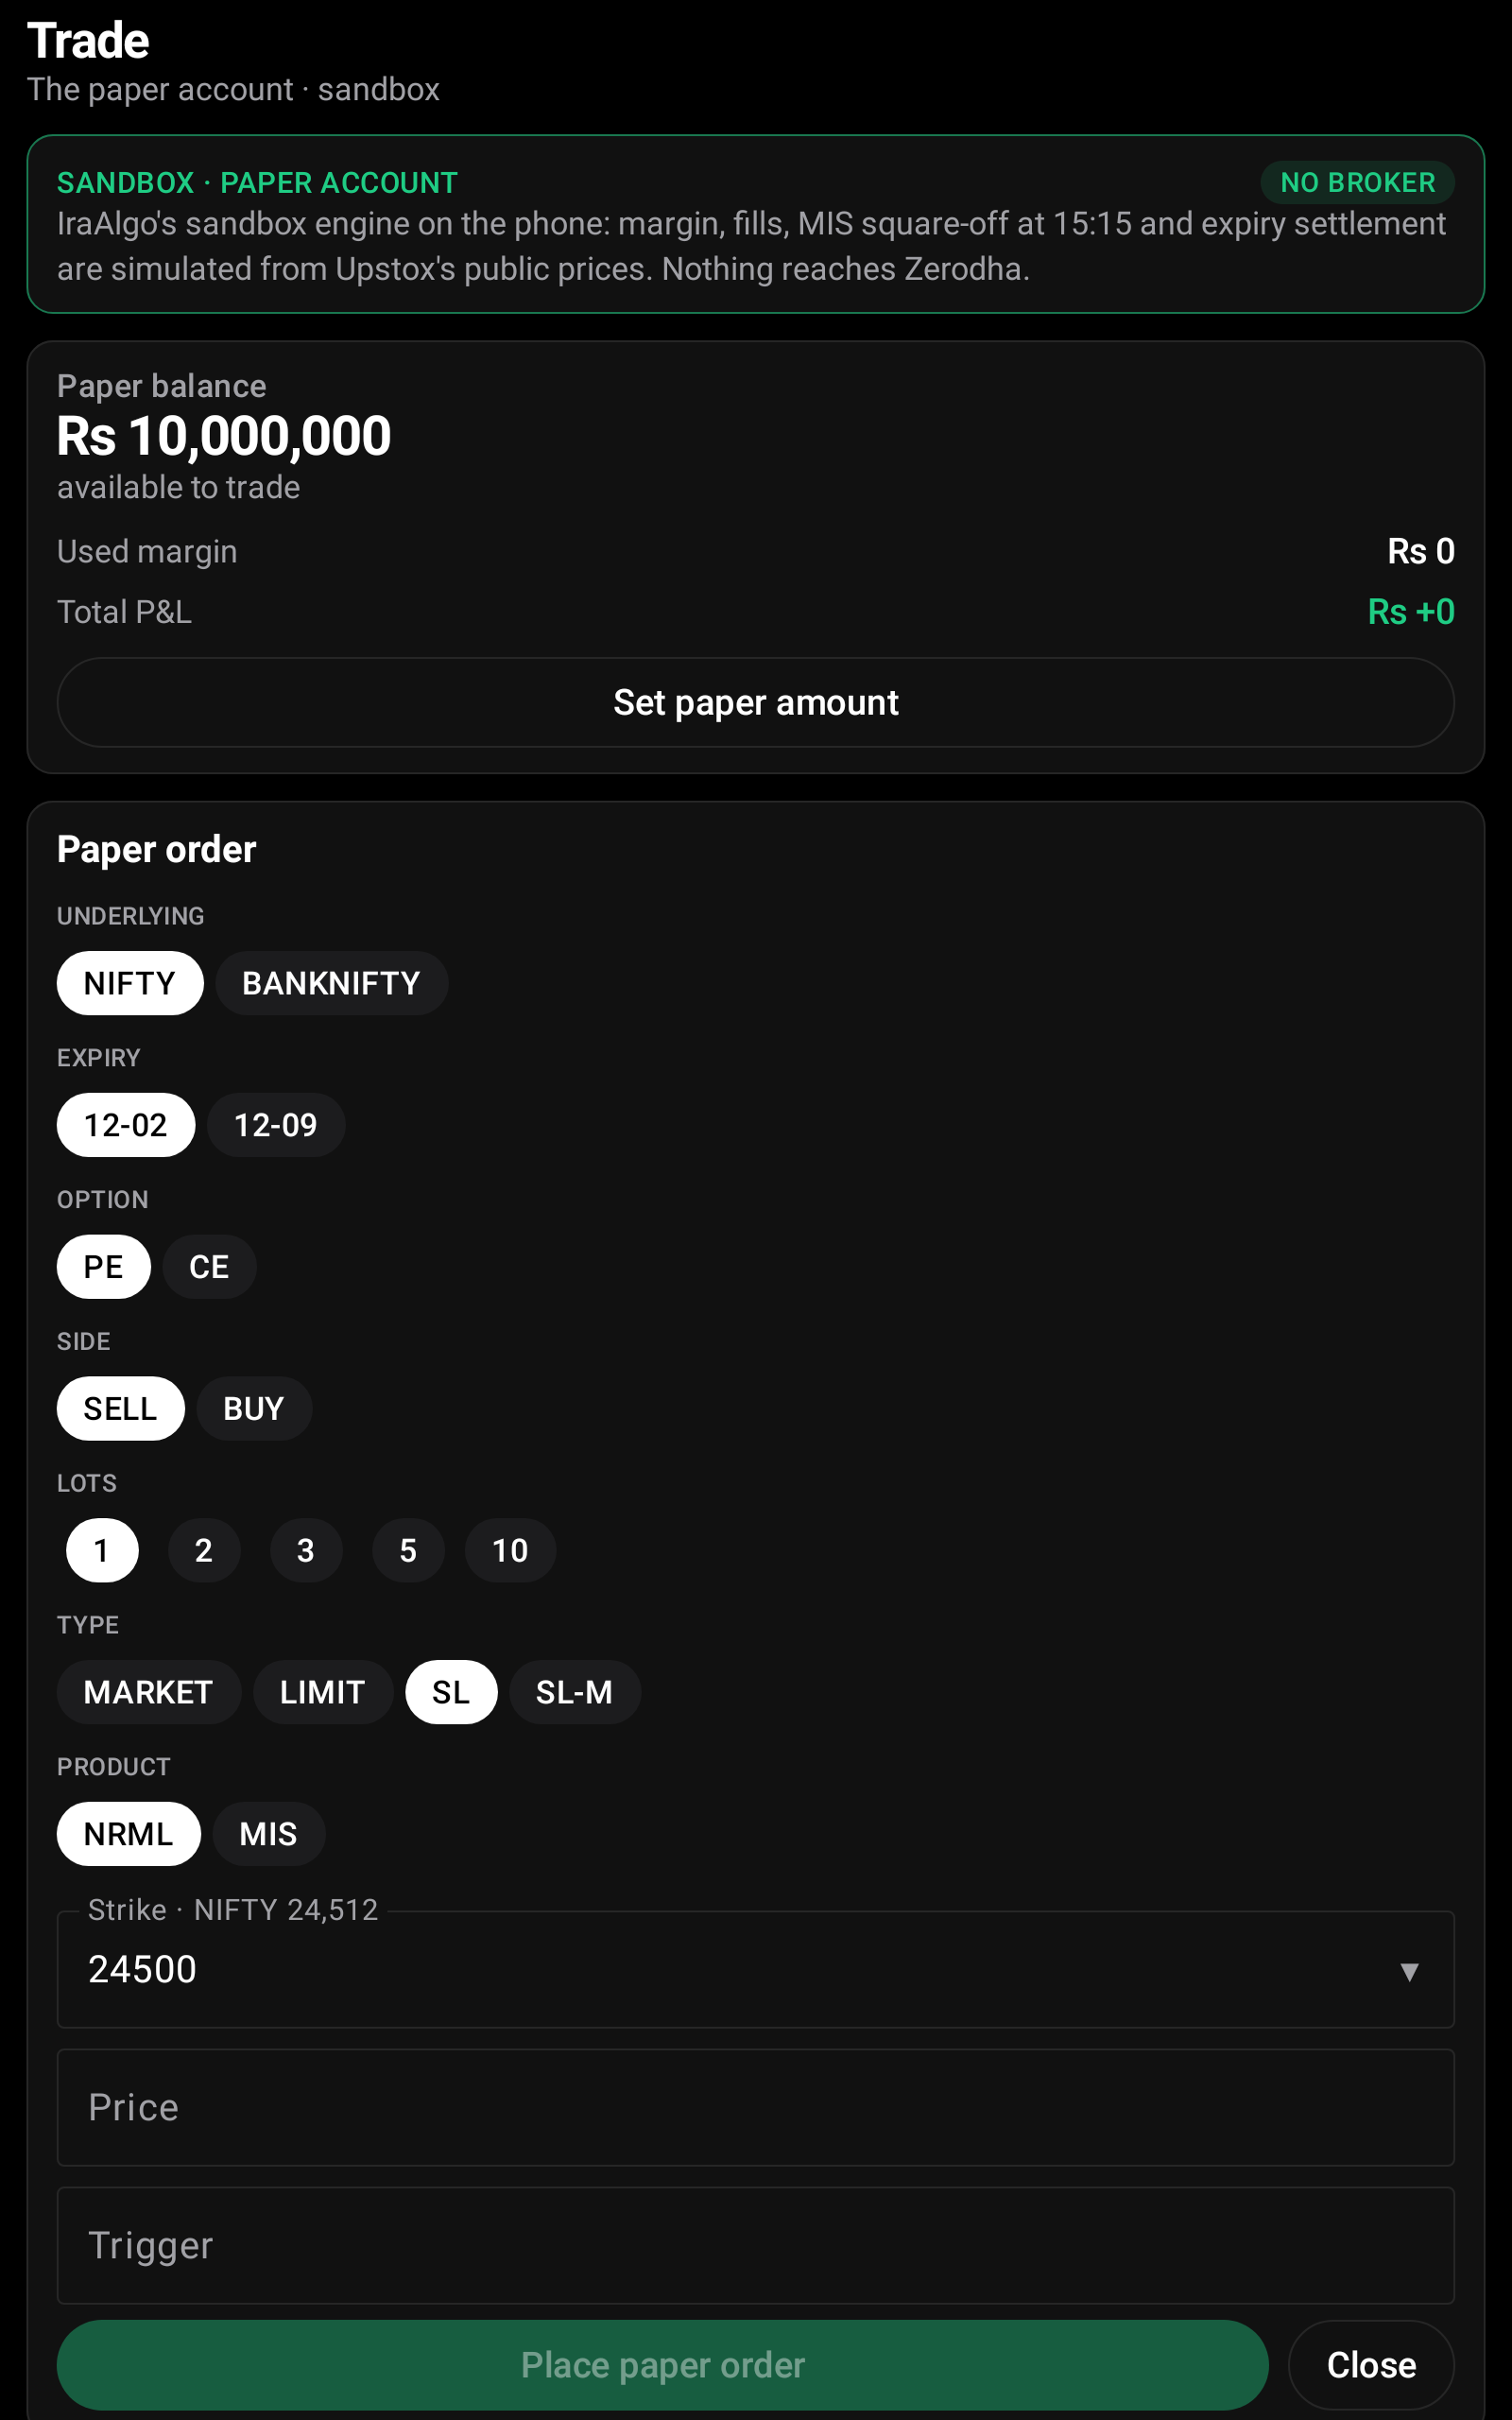 Trade
The paper account · sandbox
SANDBOX · PAPER ACCOUNT
NO BROKER
IraAlgo's sandbox engine on the phone: margin, fills, MIS square-off at 15:15 and expiry settlement
are simulated from Upstox's public prices. Nothing reaches Zerodha.
Paper balance
Rs 10,000,000
available to trade
Used margin Rs 0
Total P&L Rs +0
Set paper amount
Paper order
UNDERLYING
NIFTY BANKNIFTY
EXPIRY
12-02 12-09
OPTION
PE CE
SIDE
SELL BUY
LOTS
1 2 3 5 10
TYPE
MARKET LIMIT SL SL-M
PRODUCT
NRML MIS
Strike · NIFTY 24,512
24500
Price
Trigger
Place paper order Close